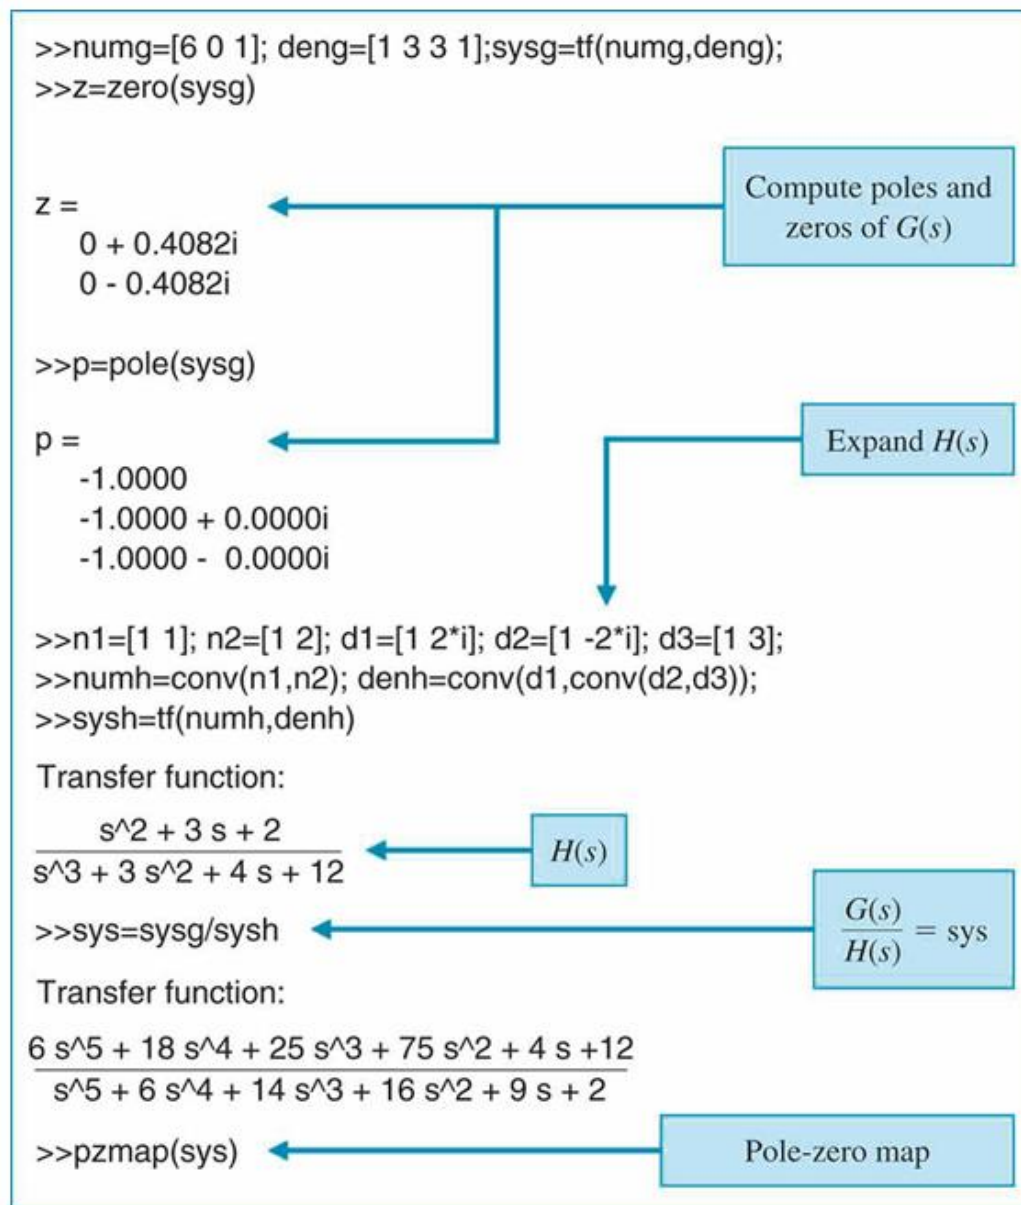 >>numg=[6 0 1]; deng=[1 3 3 1];sysg=tf(numg,deng);
>>z=zero(sysg)
Compute poles and
zeros of G(s)
z =
0 + 0.4082i
0 - 0.4082i
>>p=pole(sysg)
p =
-1.0000
-1.0000 + 0.0000i
-1.0000 - 0.0000i
Expand H(s)
>>n1=[1 1]; n2=[1 2]; d1=[1 2*i]; d2=[1 -2*i]; d3=[1 3];
>>numh=conv(n1,n2); denh=conv(d1,conv(d2,d3));
>>sysh=tf(numh,denh)
Transfer function:
s^2 + 3 s + 2
s^3 + 3 s^2 + 4 s + 12
H(s)
>>sys=sysg/sysh
G(s)
H(s)
= sys
Transfer function:
6 s^5 + 18 s^4 + 25 s^3 + 75 s^2 + 4 s +12
s^5 + 6 s^4 + 14 s^3 + 16 s^2 + 9 s + 2
>>pzmap(sys)
Pole-zero map